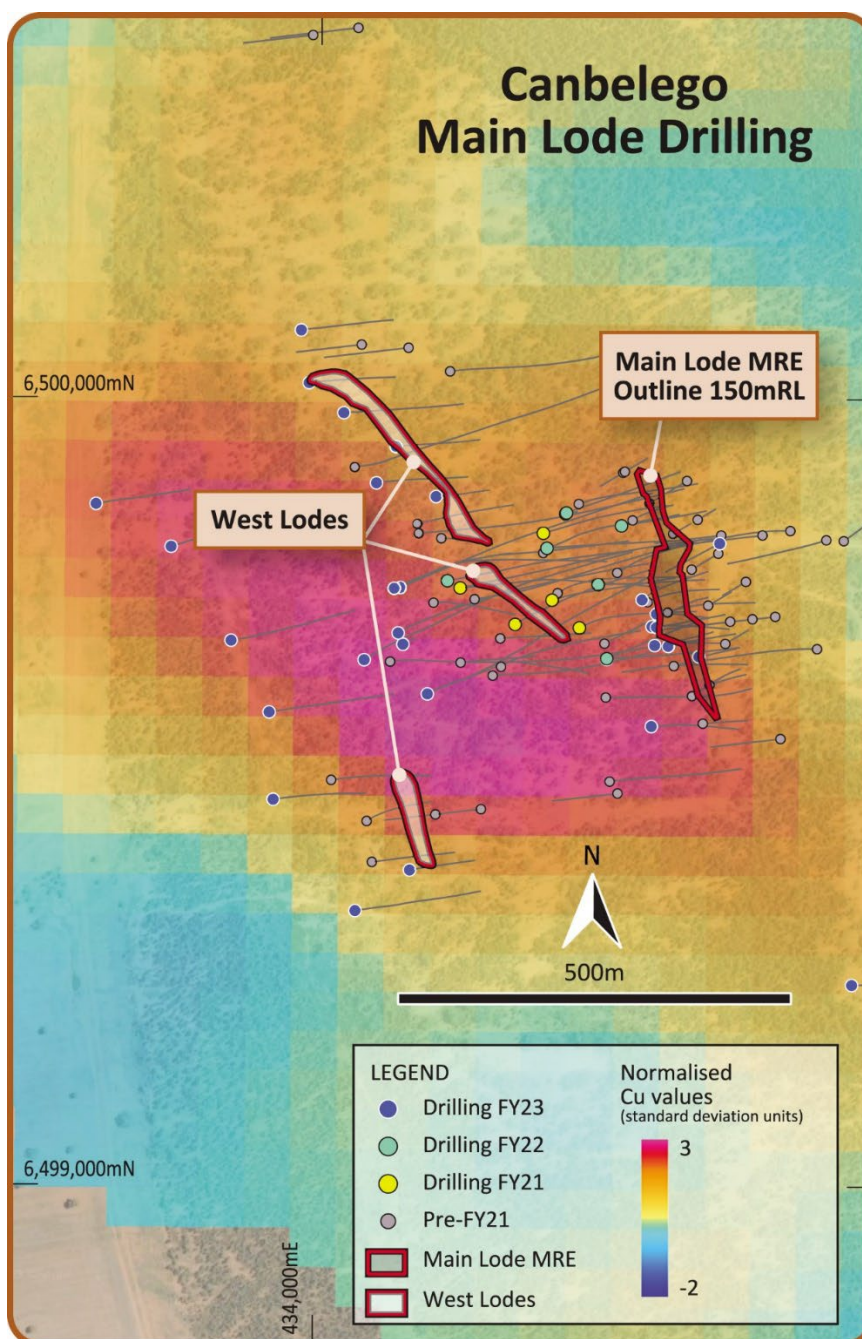 Canbelego
Main Lode Drilling
6,500,000mN
Main Lode MRE
Outline 150mRL
West Lodes
N
500m
6,499,000mN
434,000mE
LEGEND
Drilling FY23
Drilling FY22
Drilling FY21
Pre-FY21
Main Lode MRE
West Lodes
Normalised
Cu values
(standard deviation units)
3
-2